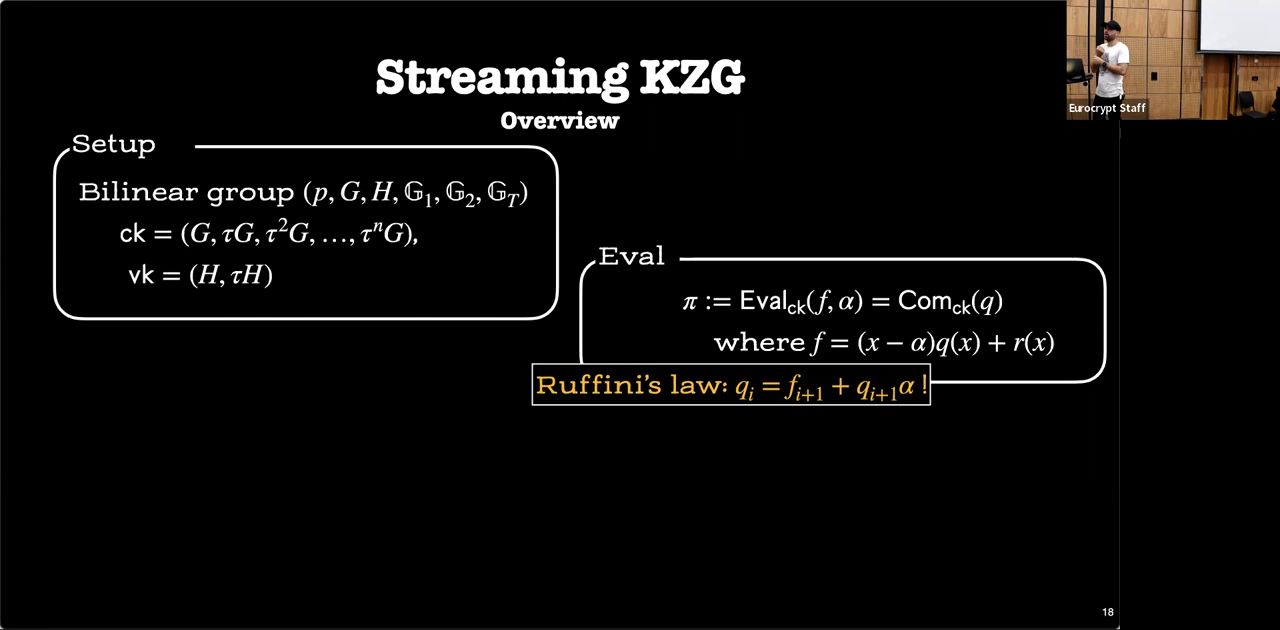 Streaming KZG
Overview
Setup
Bilinear group (p, G, H, 𝔾₁, 𝔾₂, 𝔾_T)
ck = (G, τG, τ²G, …, τⁿG),
vk = (H, τH)
Eval
π := Eval_ck(f, α) = Com_ck(q)
where f = (x − α)q(x) + r(x)
Ruffini's law: q_i = f_{i+1} + q_{i+1}α !
Eurocrypt Staff
18